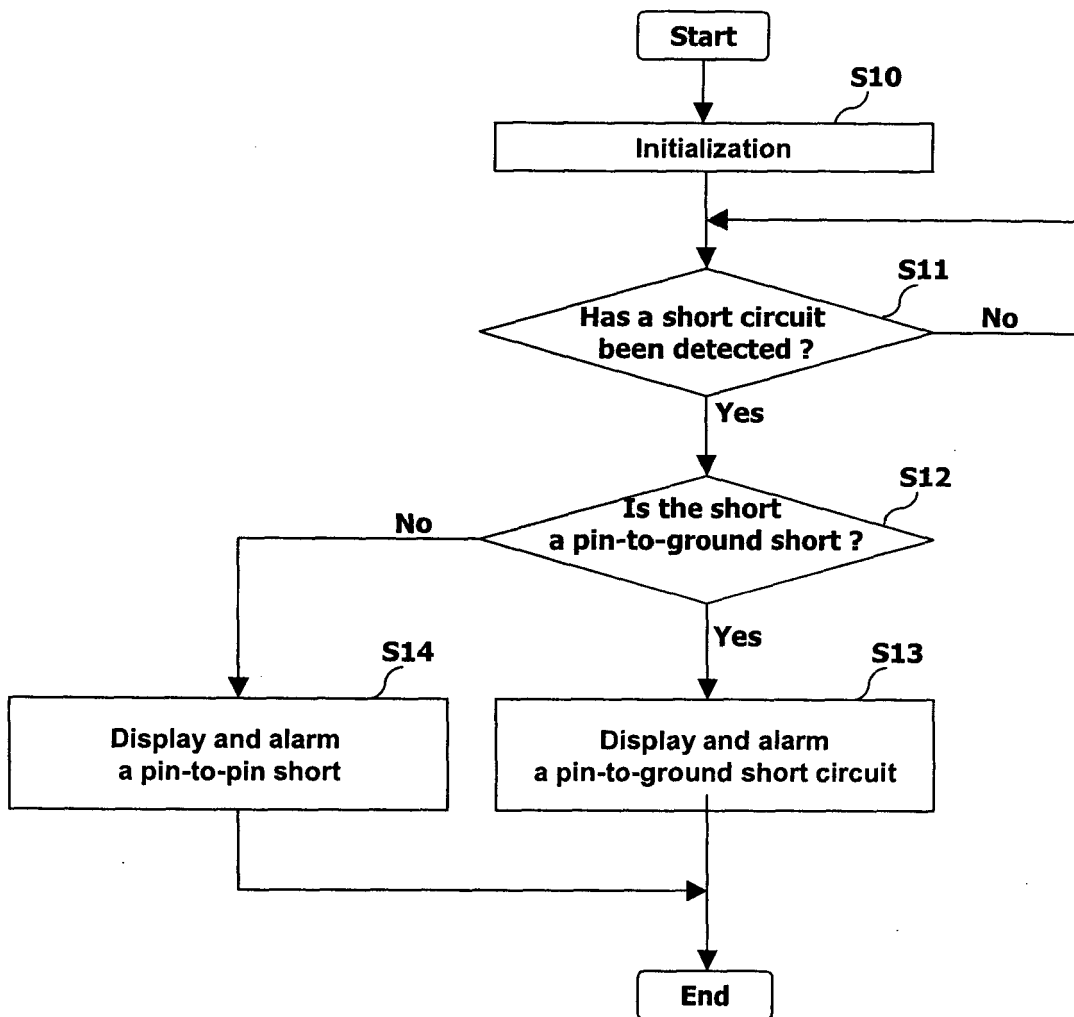 Start
S10
Initialization
S11
Has a short circuit
been detected ?
No
Yes
S12
Is the short
a pin-to-ground short ?
No
Yes
S14
S13
Display and alarm
a pin-to-pin short
Display and alarm
a pin-to-ground short circuit
End